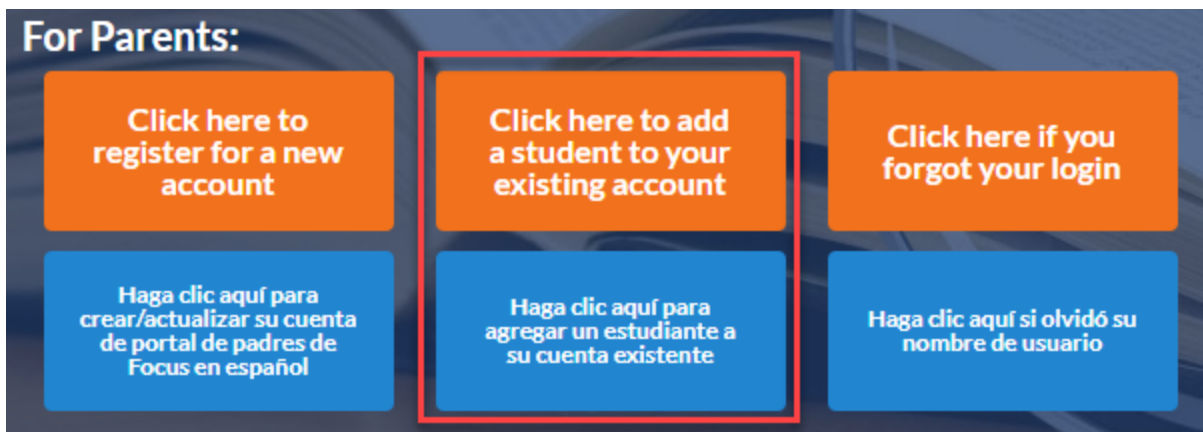 For Parents:
Click here to
register for a new
account
Click here to add
a student to your
existing account
Click here if you
forgot your login
Haga clic aquí para
crear/actualizar su cuenta
de portal de padres de
Focus en español
Haga clic aquí para
agregar un estudiante a
su cuenta existente
Haga clic aquí si olvidó su
nombre de usuario